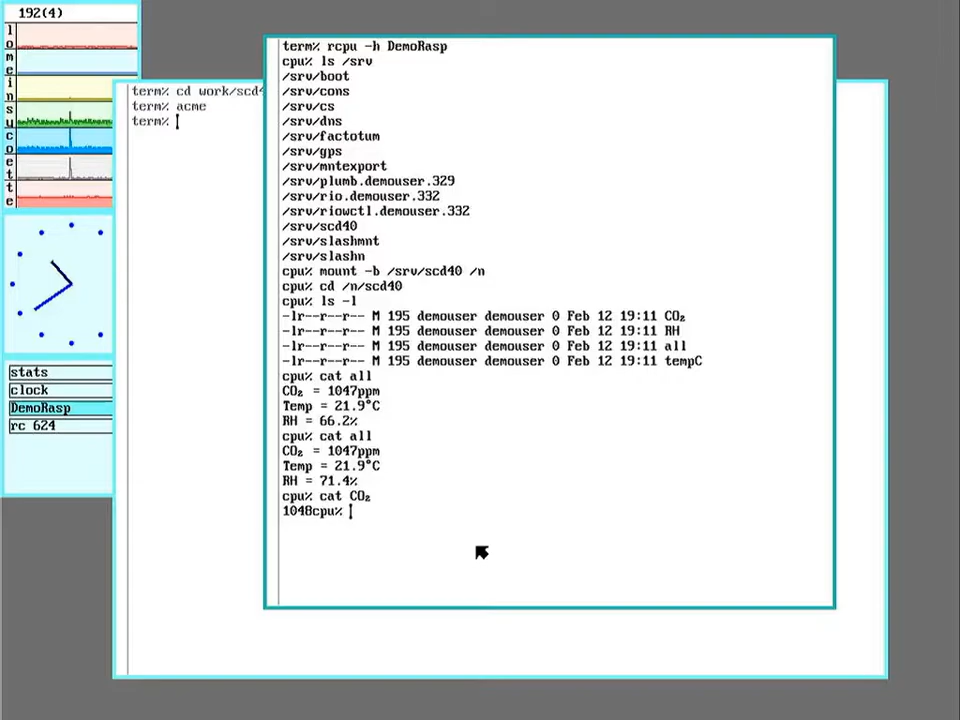 192(4)
l
o
m
e
i
n
s
y
c
o
e
t
t
e
stats
clock
DemoRasp
rc 624
term% cd work/scd4
term% acme
term%
term% rcpu -h DemoRasp
cpu% ls /srv
/srv/boot
/srv/cons
/srv/cs
/srv/dns
/srv/factotum
/srv/gps
/srv/mntexport
/srv/plumb.demouser.329
/srv/rio.demouser.332
/srv/riowctl.demouser.332
/srv/scd40
/srv/slashmnt
/srv/slashn
cpu% mount -b /srv/scd40 /n
cpu% cd /n/scd40
cpu% ls -l
-lr--r--r-- M 195 demouser demouser 0 Feb 12 19:11 CO₂
-lr--r--r-- M 195 demouser demouser 0 Feb 12 19:11 RH
-lr--r--r-- M 195 demouser demouser 0 Feb 12 19:11 all
-lr--r--r-- M 195 demouser demouser 0 Feb 12 19:11 tempC
cpu% cat all
CO₂ = 1047ppm
Temp = 21.9°C
RH = 66.2%
cpu% cat all
CO₂ = 1047ppm
Temp = 21.9°C
RH = 71.4%
cpu% cat CO₂
1048cpu%